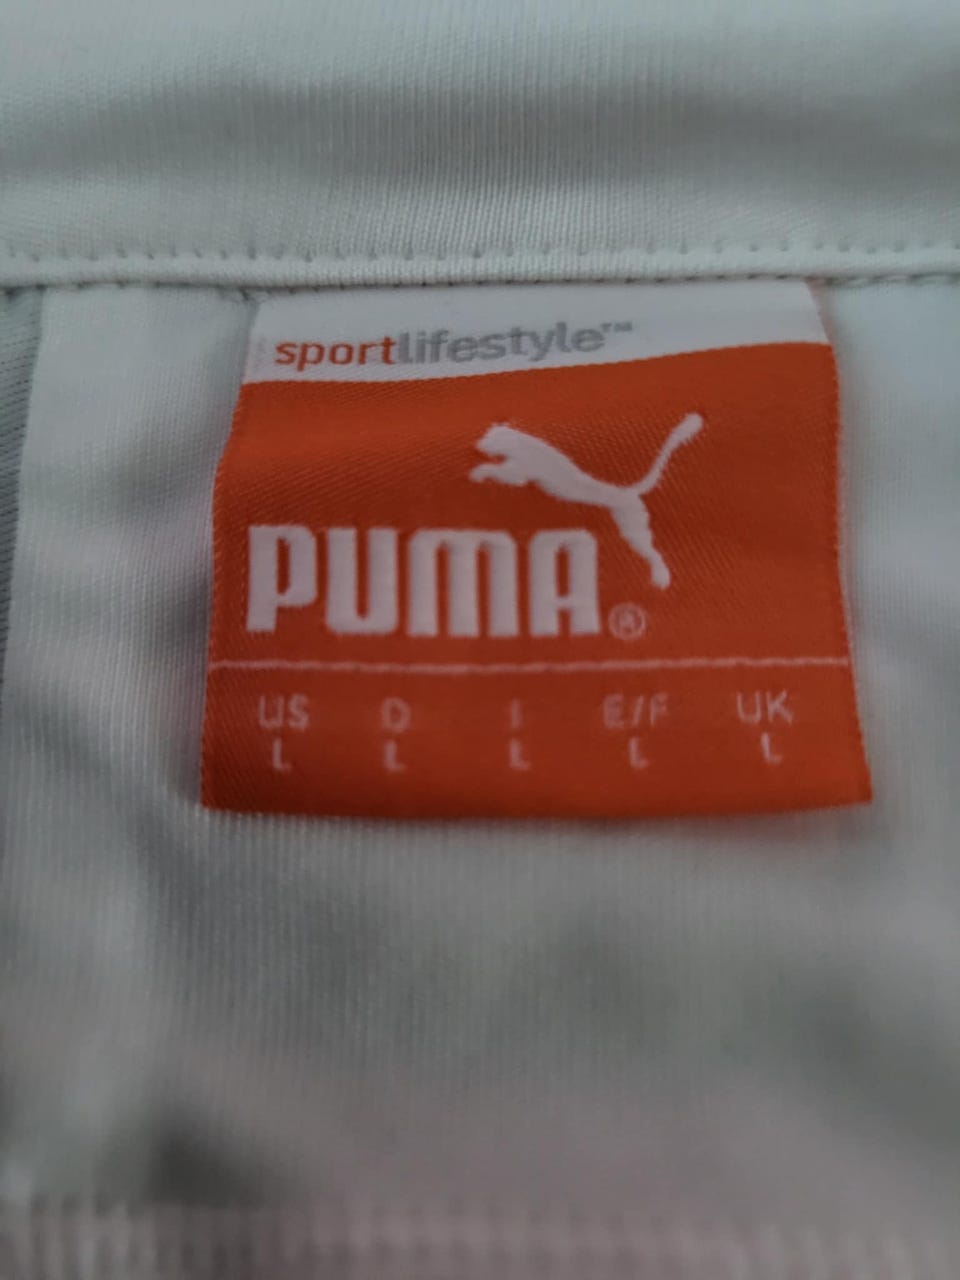 sportlifestyle™
PUMA®
US D I E/F UK
L L L L L